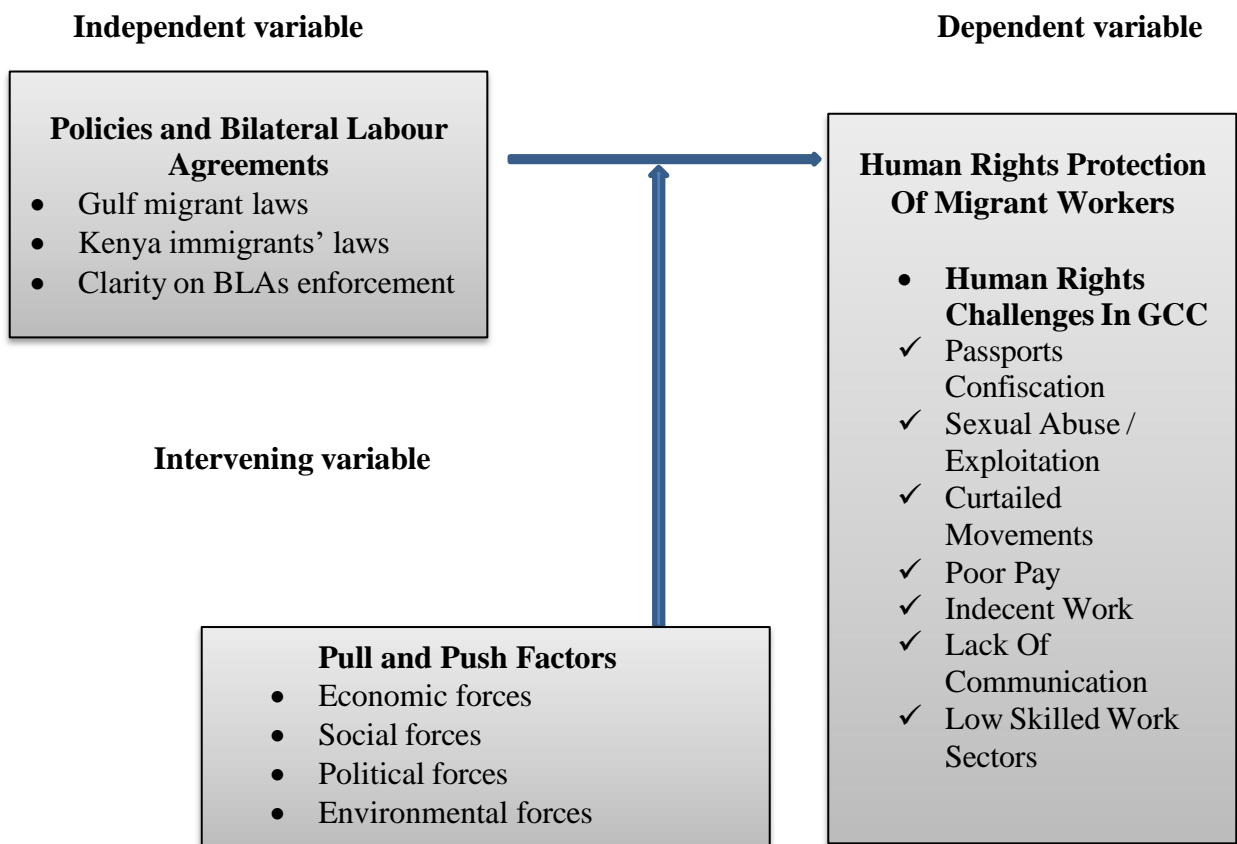 Independent variable
Dependent variable
Policies and Bilateral Labour
Agreements
• Gulf migrant laws
• Kenya immigrants’ laws
• Clarity on BLAs enforcement
Human Rights Protection
Of Migrant Workers
• Human Rights
Challenges In GCC
✓ Passports
Confiscation
✓ Sexual Abuse /
Exploitation
✓ Curtailed
Movements
✓ Poor Pay
✓ Indecent Work
✓ Lack Of
Communication
✓ Low Skilled Work
Sectors
Intervening variable
Pull and Push Factors
• Economic forces
• Social forces
• Political forces
• Environmental forces